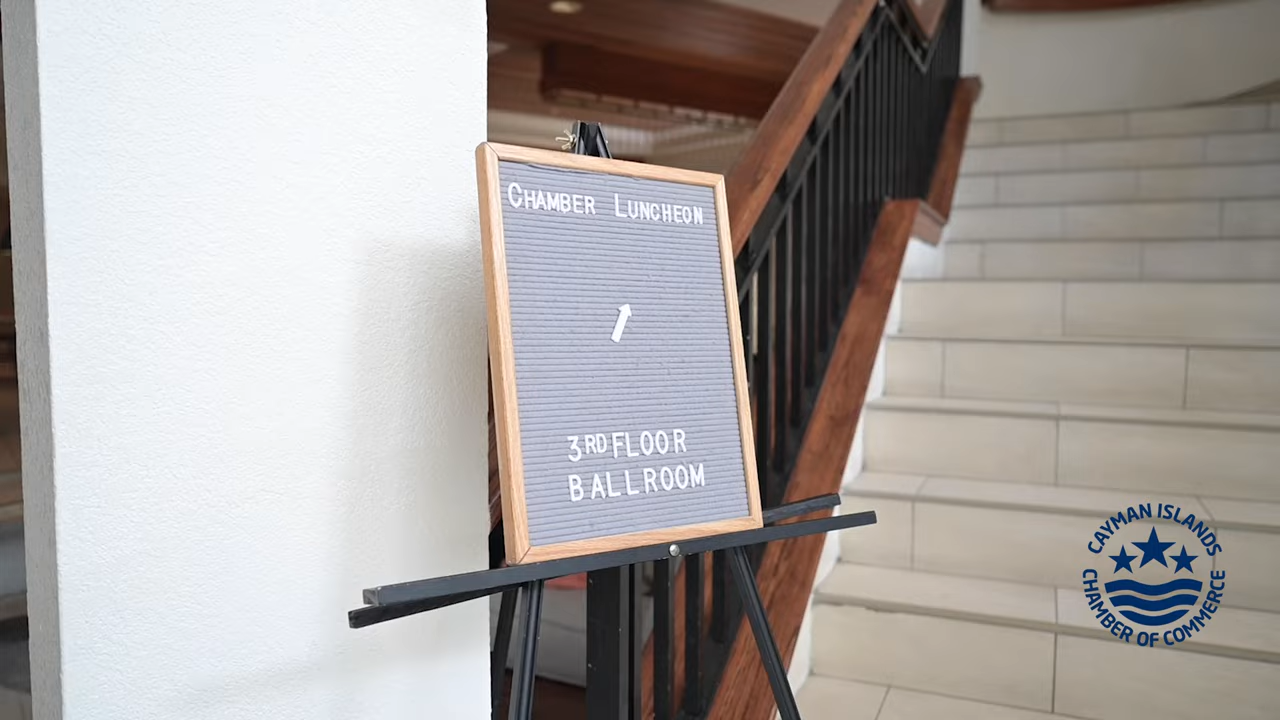 CHAMBER LUNCHEON
3RD FLOOR
BALLROOM
CAYMAN ISLANDS
CHAMBER OF COMMERCE